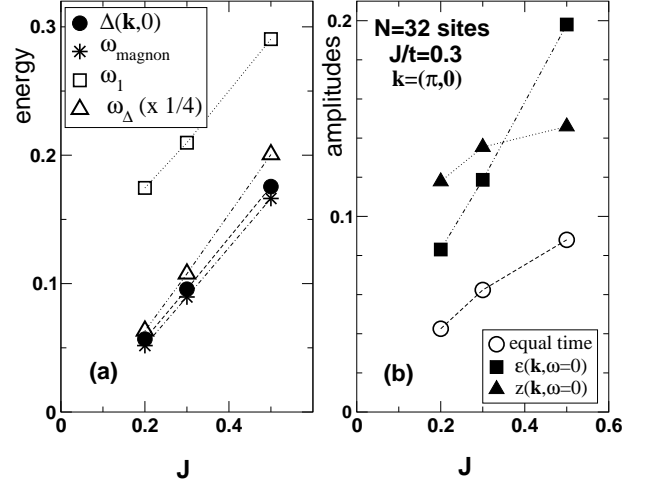 0.3
0.2
0.1
0
energy
Δ(k,0)
ω_magnon
ω_1
ω_Δ (x 1/4)
(a)
0 0.2 0.4
J
0.2
0.1
0
amplitudes
N=32 sites
J/t=0.3
k=(π,0)
equal time
ε(k,ω=0)
z(k,ω=0)
(b)
0 0.2 0.4 0.6
J